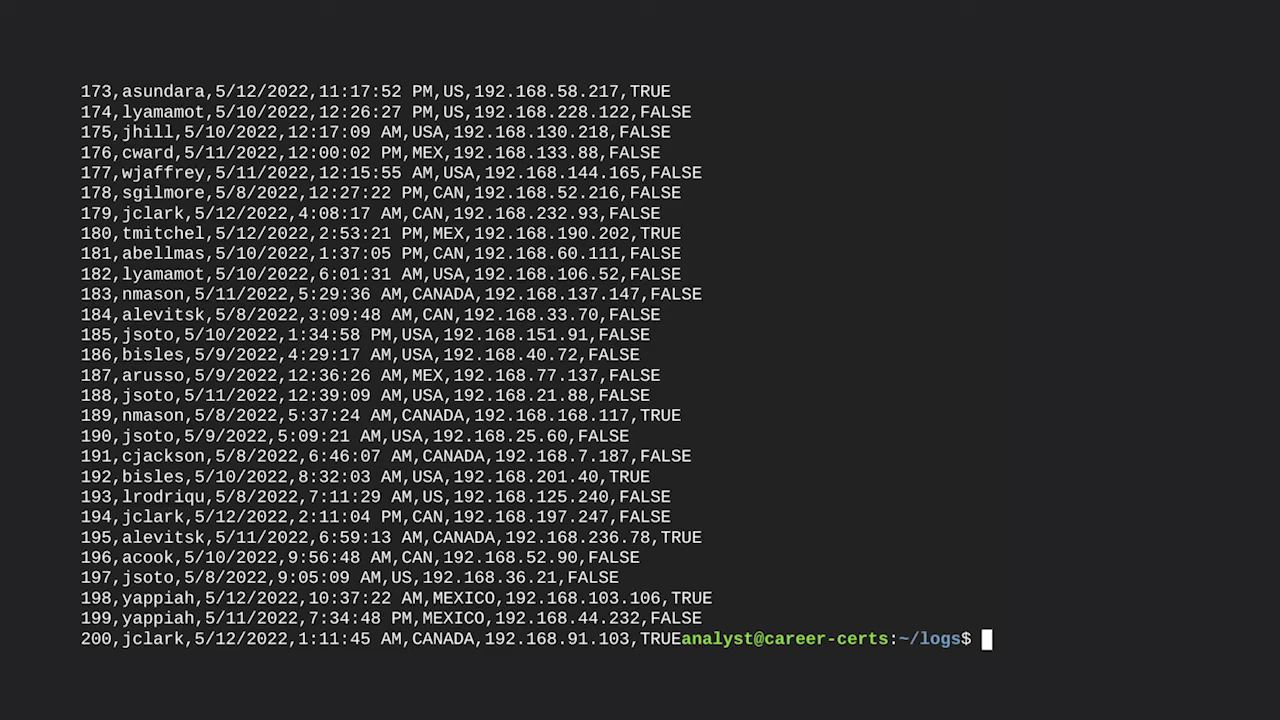 173,asundara,5/12/2022,11:17:52 PM,US,192.168.58.217,TRUE
174,lyamamot,5/10/2022,12:26:27 PM,US,192.168.228.122,FALSE
175,jhill,5/10/2022,12:17:09 AM,USA,192.168.130.218,FALSE
176,cward,5/11/2022,12:00:02 PM,MEX,192.168.133.88,FALSE
177,wjaffrey,5/11/2022,12:15:55 AM,USA,192.168.144.165,FALSE
178,sgilmore,5/8/2022,12:27:22 PM,CAN,192.168.52.216,FALSE
179,jclark,5/12/2022,4:08:17 AM,CAN,192.168.232.93,FALSE
180,tmitchel,5/12/2022,2:53:21 PM,MEX,192.168.190.202,TRUE
181,abellmas,5/10/2022,1:37:05 PM,CAN,192.168.60.111,FALSE
182,lyamamot,5/10/2022,6:01:31 AM,USA,192.168.106.52,FALSE
183,nmason,5/11/2022,5:29:36 AM,CANADA,192.168.137.147,FALSE
184,alevitsk,5/8/2022,3:09:48 AM,CAN,192.168.33.70,FALSE
185,jsoto,5/10/2022,1:34:58 PM,USA,192.168.151.91,FALSE
186,bisles,5/9/2022,4:29:17 AM,USA,192.168.40.72,FALSE
187,arusso,5/9/2022,12:36:26 AM,MEX,192.168.77.137,FALSE
188,jsoto,5/11/2022,12:39:09 AM,USA,192.168.21.88,FALSE
189,nmason,5/8/2022,5:37:24 AM,CANADA,192.168.168.117,TRUE
190,jsoto,5/9/2022,5:09:21 AM,USA,192.168.25.60,FALSE
191,cjackson,5/8/2022,6:46:07 AM,CANADA,192.168.7.187,FALSE
192,bisles,5/10/2022,8:32:03 AM,USA,192.168.201.40,TRUE
193,lrodriqu,5/8/2022,7:11:29 AM,US,192.168.125.240,FALSE
194,jclark,5/12/2022,2:11:04 PM,CAN,192.168.197.247,FALSE
195,alevitsk,5/11/2022,6:59:13 AM,CANADA,192.168.236.78,TRUE
196,acook,5/10/2022,9:56:48 AM,CAN,192.168.52.90,FALSE
197,jsoto,5/8/2022,9:05:09 AM,US,192.168.36.21,FALSE
198,yappiah,5/12/2022,10:37:22 AM,MEXICO,192.168.103.106,TRUE
199,yappiah,5/11/2022,7:34:48 PM,MEXICO,192.168.44.232,FALSE
200,jclark,5/12/2022,1:11:45 AM,CANADA,192.168.91.103,TRUEanalyst@career-certs:~/logs$